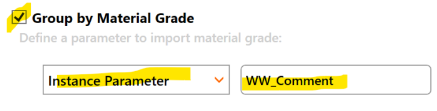 Group by Material Grade
Define a parameter to import material grade:
Instance Parameter WW_Comment